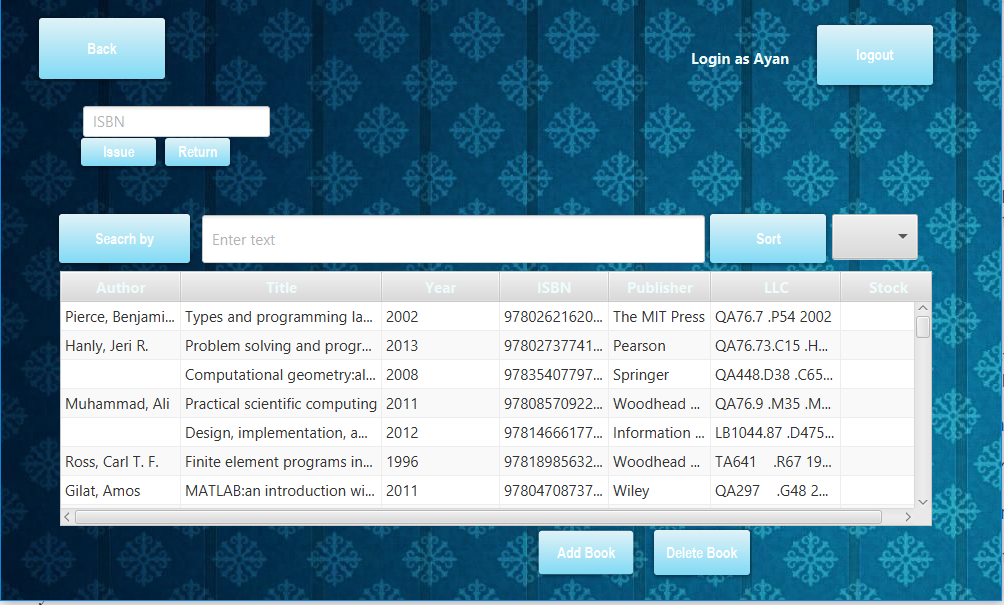 Back
Login as Ayan
logout
ISBN
Issue Return
Seacrh by Enter text Sort
Author Title Year ISBN Publisher LLC Stock
Pierce, Benjami... Types and programming la... 2002 97802621620... The MIT Press QA76.7 .P54 2002
Hanly, Jeri R. Problem solving and progr... 2013 97802737741... Pearson QA76.73.C15 .H...
Computational geometry:al... 2008 97835407797... Springer QA448.D38 .C65...
Muhammad, Ali Practical scientific computing 2011 97808570922... Woodhead ... QA76.9 .M35 .M...
Design, implementation, a... 2012 97814666177... Information ... LB1044.87 .D475...
Ross, Carl T. F. Finite element programs in... 1996 97818985632... Woodhead ... TA641 .R67 19...
Gilat, Amos MATLAB:an introduction wi... 2011 97804708737... Wiley QA297 .G48 2...
Add Book Delete Book